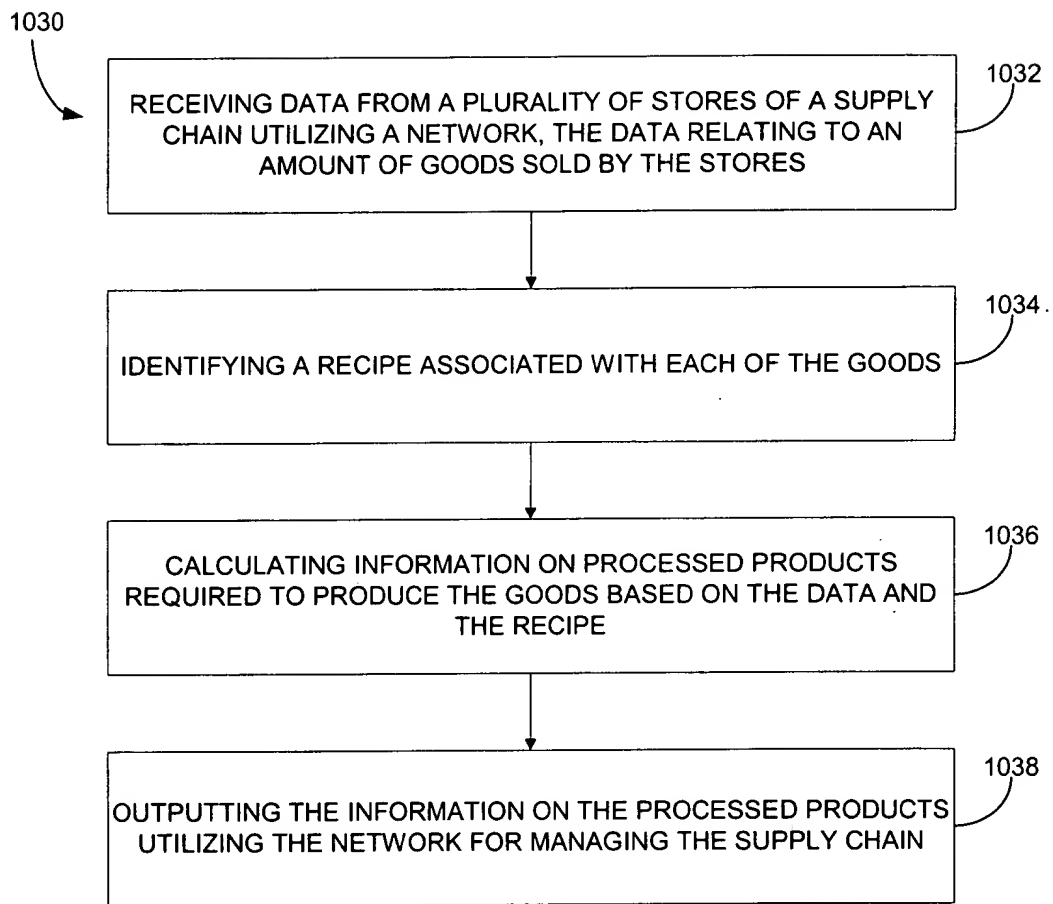 1030
1032
RECEIVING DATA FROM A PLURALITY OF STORES OF A SUPPLY
CHAIN UTILIZING A NETWORK, THE DATA RELATING TO AN
AMOUNT OF GOODS SOLD BY THE STORES
1034
IDENTIFYING A RECIPE ASSOCIATED WITH EACH OF THE GOODS
1036
CALCULATING INFORMATION ON PROCESSED PRODUCTS
REQUIRED TO PRODUCE THE GOODS BASED ON THE DATA AND
THE RECIPE
1038
OUTPUTTING THE INFORMATION ON THE PROCESSED PRODUCTS
UTILIZING THE NETWORK FOR MANAGING THE SUPPLY CHAIN